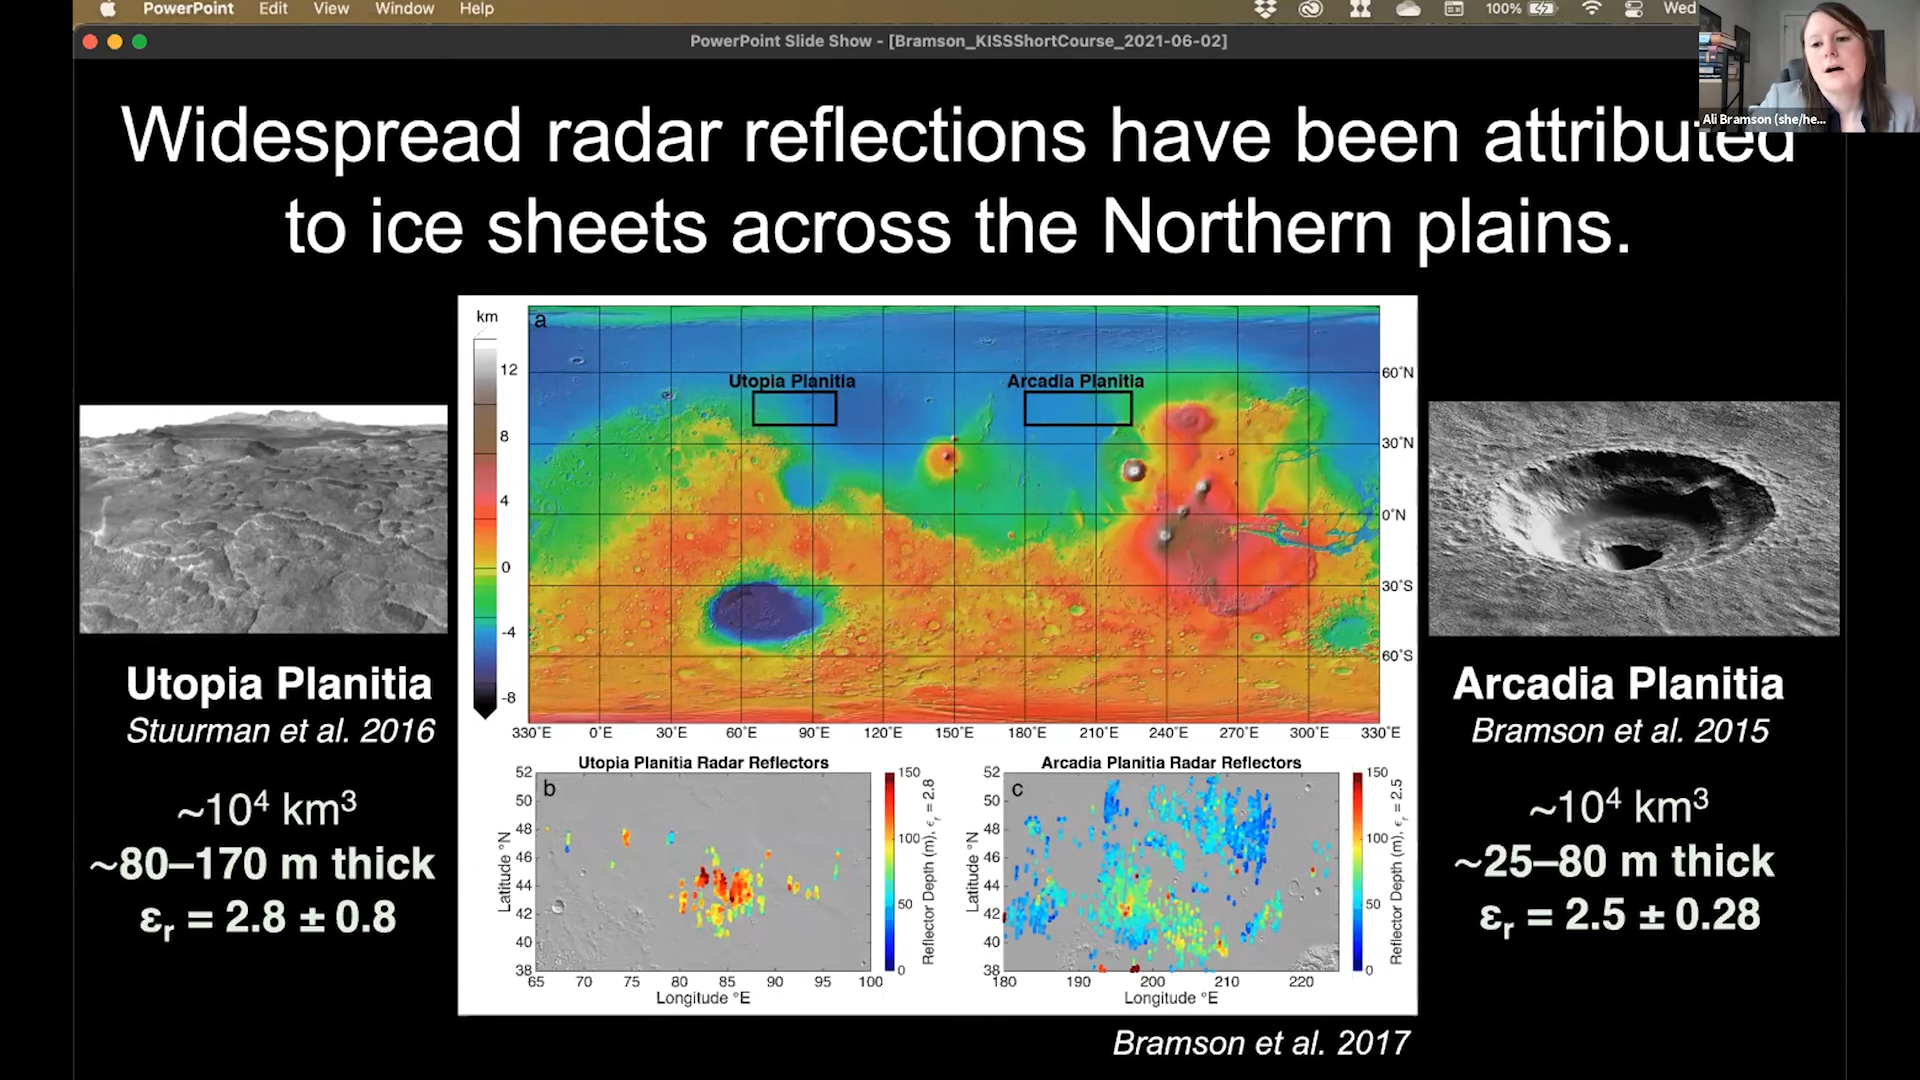 PowerPoint Edit View Window Help 100% Wed
PowerPoint Slide Show - [Bramson_KISSShortCourse_2021-06-02]
Ali Bramson (she/he...
Widespread radar reflections have been attributed
to ice sheets across the Northern plains.
km
a
12
8
4
0
-4
-8
Utopia Planitia
Arcadia Planitia
60°N
30°N
0°N
30°S
60°S
330°E 0°E 60°E 90°E 120°E 150°E 180°E 210°E 240°E 270°E 300°E 330°E
Utopia Planitia
Stuurman et al. 2016
~10⁴ km³
~80–170 m thick
εᵣ = 2.8 ± 0.8
Utopia Planitia Radar Reflectors
b
52
50
48
46
44
42
40
38
Latitude °N
65 70 75 80 85 90 95 100
Longitude °E
150
100
50
0
Reflector Depth (m), εᵣ = 2.8
Arcadia Planitia Radar Reflectors
c
52
50
48
46
44
42
40
38
Latitude °N
180 190 200 210 220
Longitude °E
150
100
50
0
Reflector Depth (m), εᵣ = 2.5
Arcadia Planitia
Bramson et al. 2015
~10⁴ km³
~25–80 m thick
εᵣ = 2.5 ± 0.28
Bramson et al. 2017